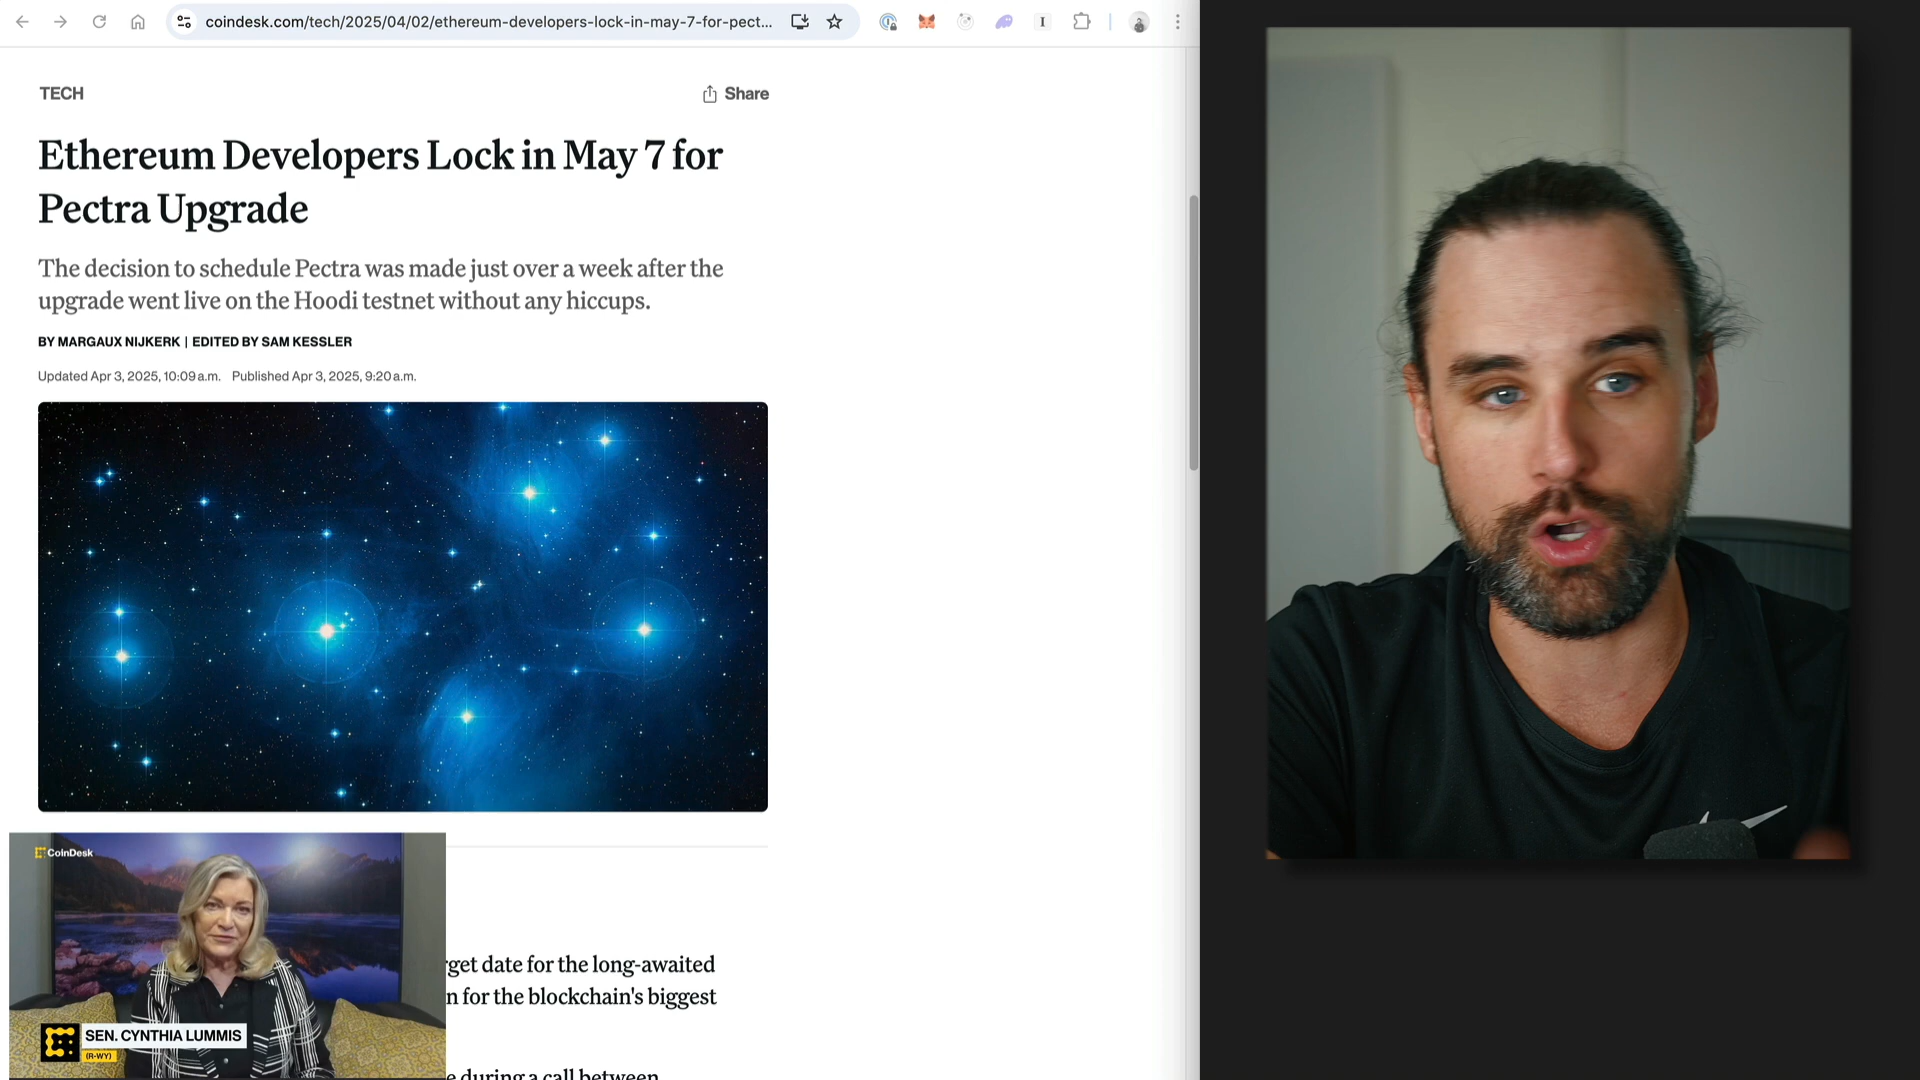 coindesk.com/tech/2025/04/02/ethereum-developers-lock-in-may-7-for-pect...
TECH
Share
Ethereum Developers Lock in May 7 for
Pectra Upgrade
The decision to schedule Pectra was made just over a week after the
upgrade went live on the Hoodi testnet without any hiccups.
BY MARGAUX NIJKERK | EDITED BY SAM KESSLER
Updated Apr 3, 2025, 10:09 a.m. Published Apr 3, 2025, 9:20 a.m.
CoinDesk
SEN. CYNTHIA LUMMIS
(R-WY)
date for the long-awaited
for the blockchain's biggest
during a call between